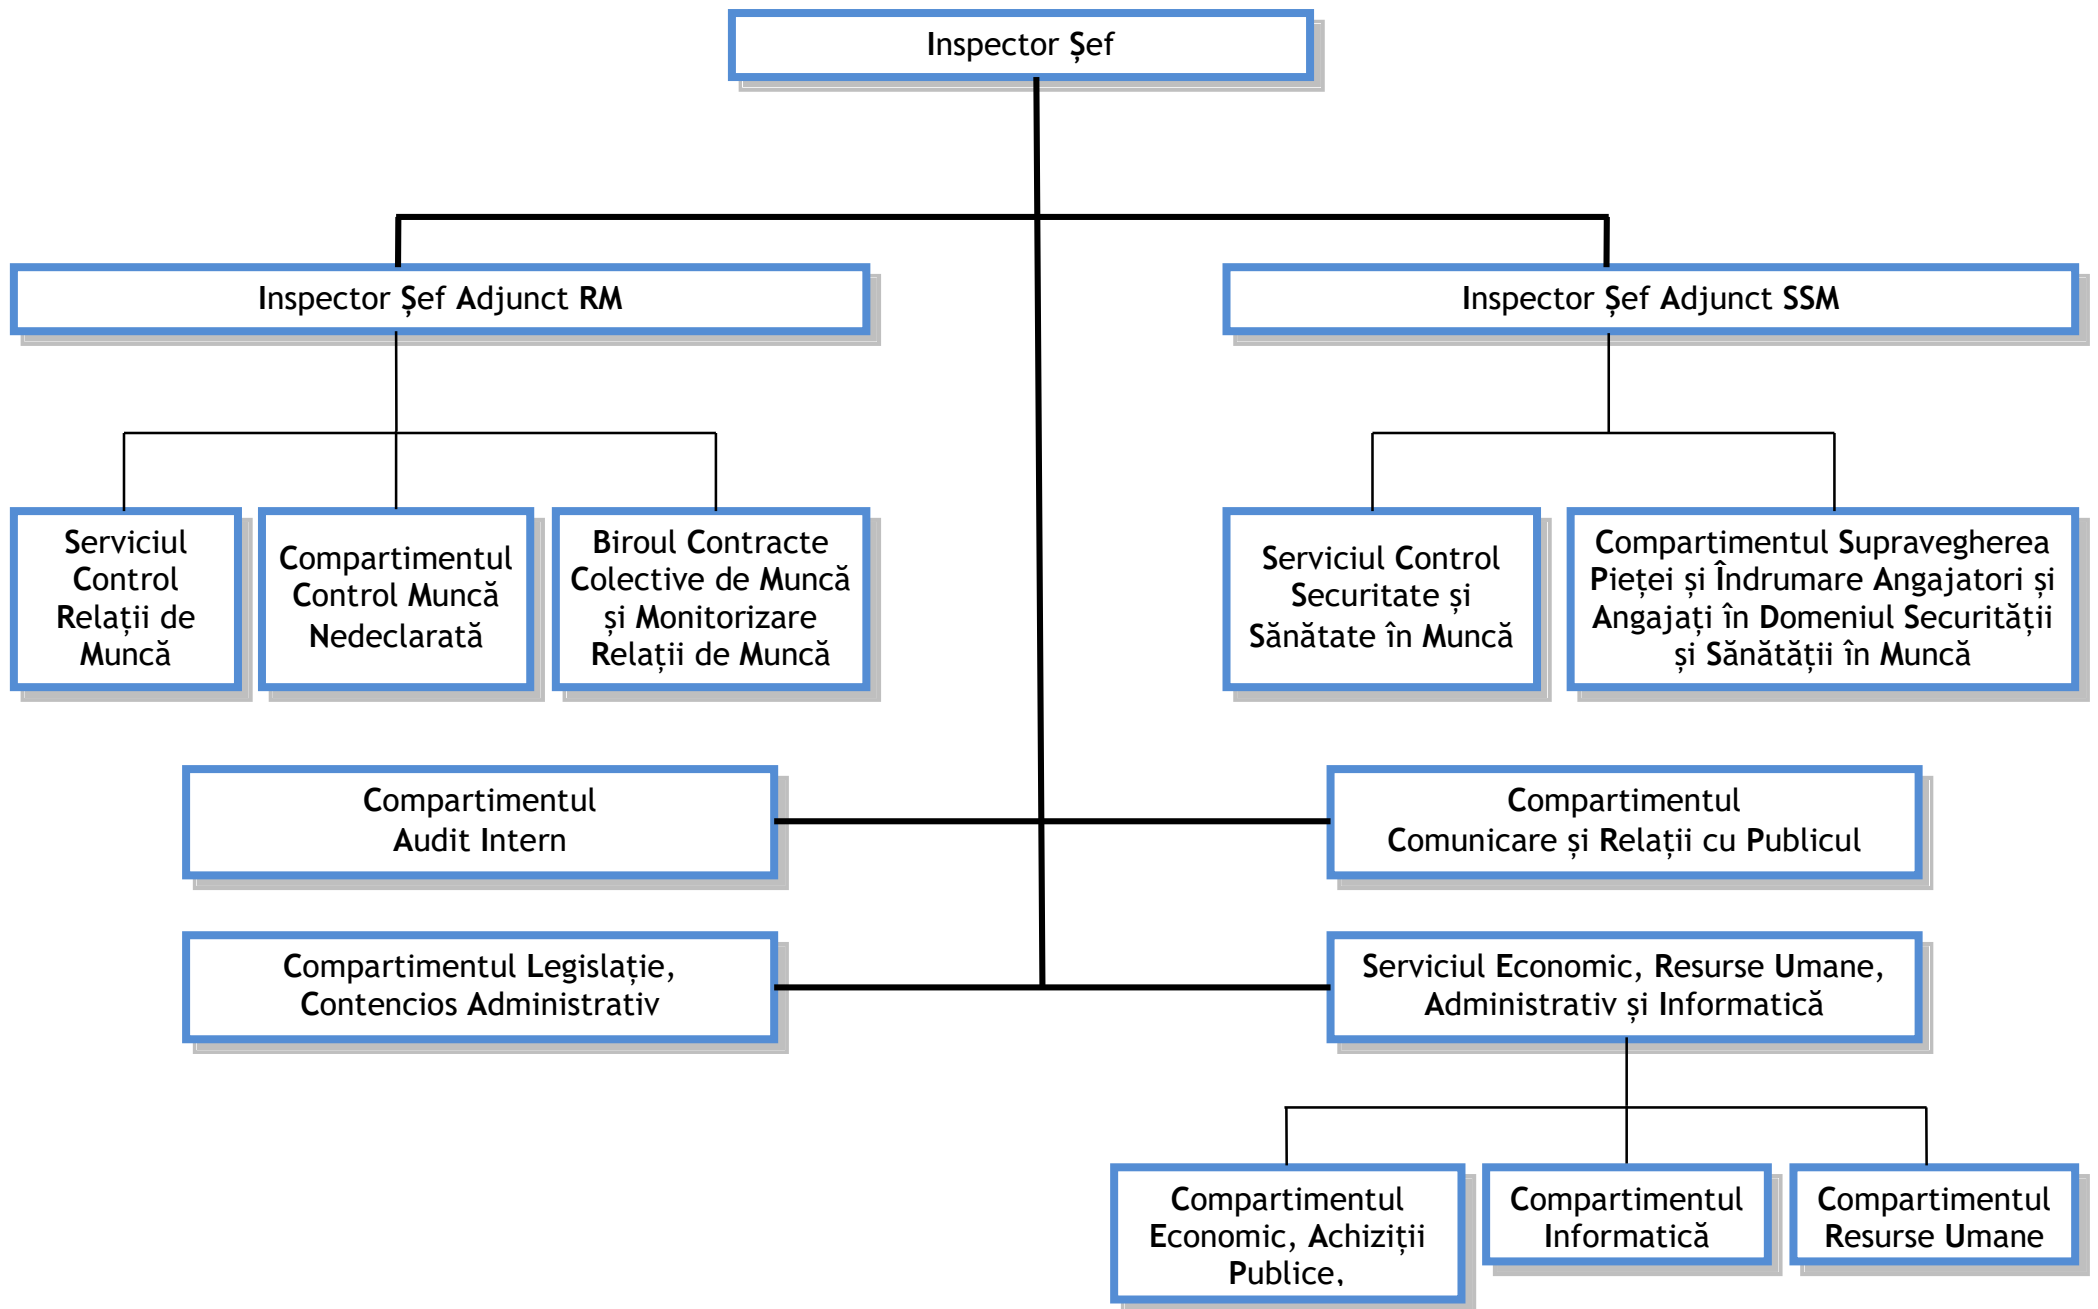 Inspector Șef
Inspector Șef Adjunct RM
Inspector Șef Adjunct SSM
Serviciul
Control
Relații de
Muncă
Compartimentul
Control Muncă
Nedeclarată
Biroul Contracte
Colective de Muncă
și Monitorizare
Relații de Muncă
Serviciul Control
Securitate și
Sănătate în Muncă
Compartimentul Supravegherea
Pieței și Îndrumare Angajatori și
Angajați în Domeniul Securității
și Sănătății în Muncă
Compartimentul
Audit Intern
Compartimentul
Comunicare și Relații cu Publicul
Compartimentul Legislație,
Contencios Administrativ
Serviciul Economic, Resurse Umane,
Administrativ și Informatică
Compartimentul
Economic, Achiziții
Publice,
Compartimentul
Informatică
Compartimentul
Resurse Umane